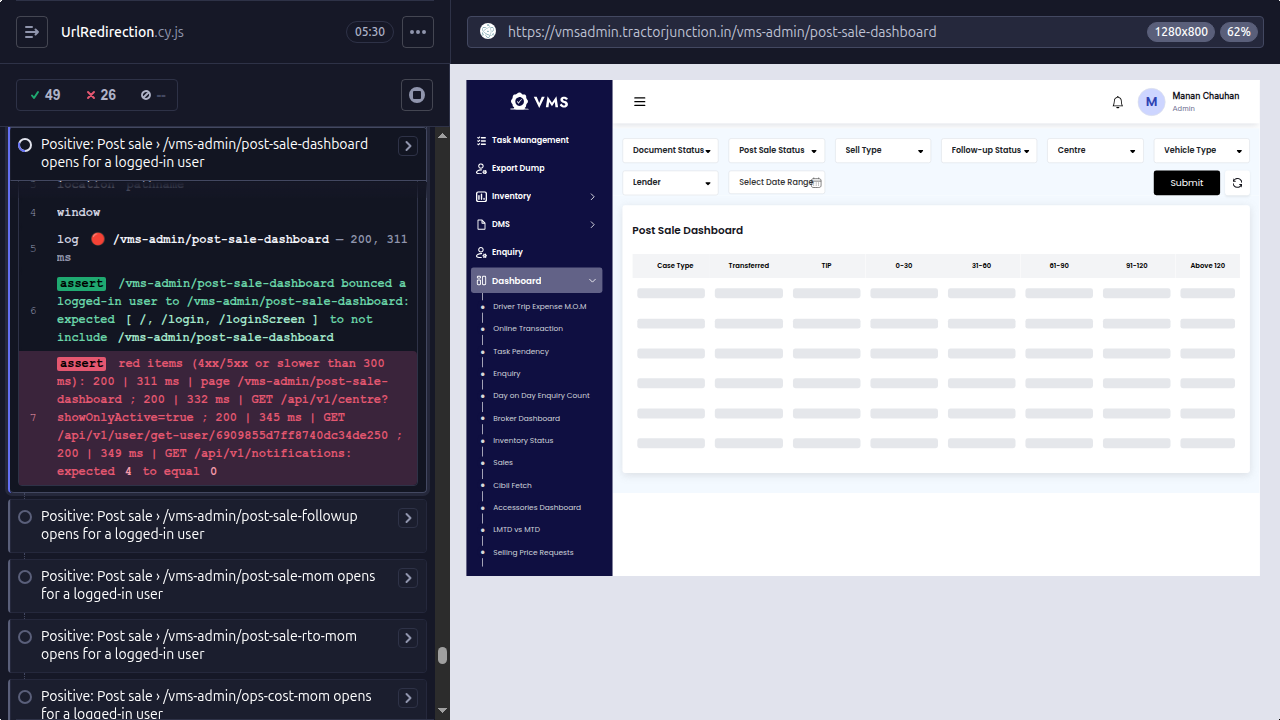 UrlRedirection.cy.js
05:30
49
26
--
Positive: Post sale › /vms-admin/post-sale-dashboard
opens for a logged-in user
3 location pathname
4 window
5 log 🔴 /vms-admin/post-sale-dashboard — 200, 311
ms
assert /vms-admin/post-sale-dashboard bounced a
logged-in user to /vms-admin/post-sale-dashboard:
6 expected [ /, /login, /loginScreen ] to not
include /vms-admin/post-sale-dashboard
assert red items (4xx/5xx or slower than 300
ms): 200 | 311 ms | page /vms-admin/post-sale-
dashboard ; 200 | 332 ms | GET /api/v1/centre?
7 showOnlyActive=true ; 200 | 345 ms | GET
/api/v1/user/get-user/6909855d7ff8740dc34de250 ;
200 | 349 ms | GET /api/v1/notifications:
expected 4 to equal 0
Positive: Post sale › /vms-admin/post-sale-followup
opens for a logged-in user
Positive: Post sale › /vms-admin/post-sale-mom opens
for a logged-in user
Positive: Post sale › /vms-admin/post-sale-rto-mom
opens for a logged-in user
Positive: Post sale › /vms-admin/ops-cost-mom opens
for a logged-in user
https://vmsadmin.tractorjunction.in/vms-admin/post-sale-dashboard
1280x800
62%
VMS
Task Management
Export Dump
Inventory
DMS
Enquiry
Dashboard
Driver Trip Expense M.O.M
Online Transaction
Task Pendency
Enquiry
Day on Day Enquiry Count
Broker Dashboard
Inventory Status
Sales
Cibil Fetch
Accessories Dashboard
LMTD vs MTD
Selling Price Requests
M
Manan Chauhan
Admin
Document Status
Post Sale Status
Sell Type
Follow-up Status
Centre
Vehicle Type
Lender
Select Date Range
Submit
Post Sale Dashboard
Case Type Transferred TIP 0-30 31-60 61-90 91-120 Above 120